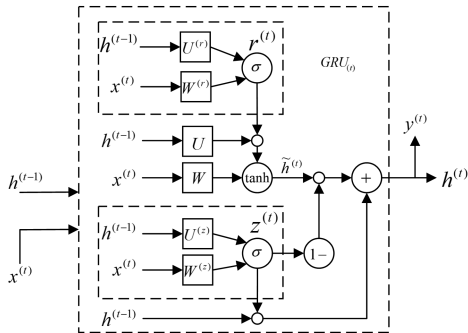 h^(t−1) U^(r) r^(t)
x^(t) W^(r) σ
GRU_(t)
h^(t−1) U
x^(t) W tanh h̃^(t) + h^(t)
y^(t)
h^(t−1)
x^(t)
z^(t)
h^(t−1) U^(z)
x^(t) W^(z) σ 1−
h^(t−1)